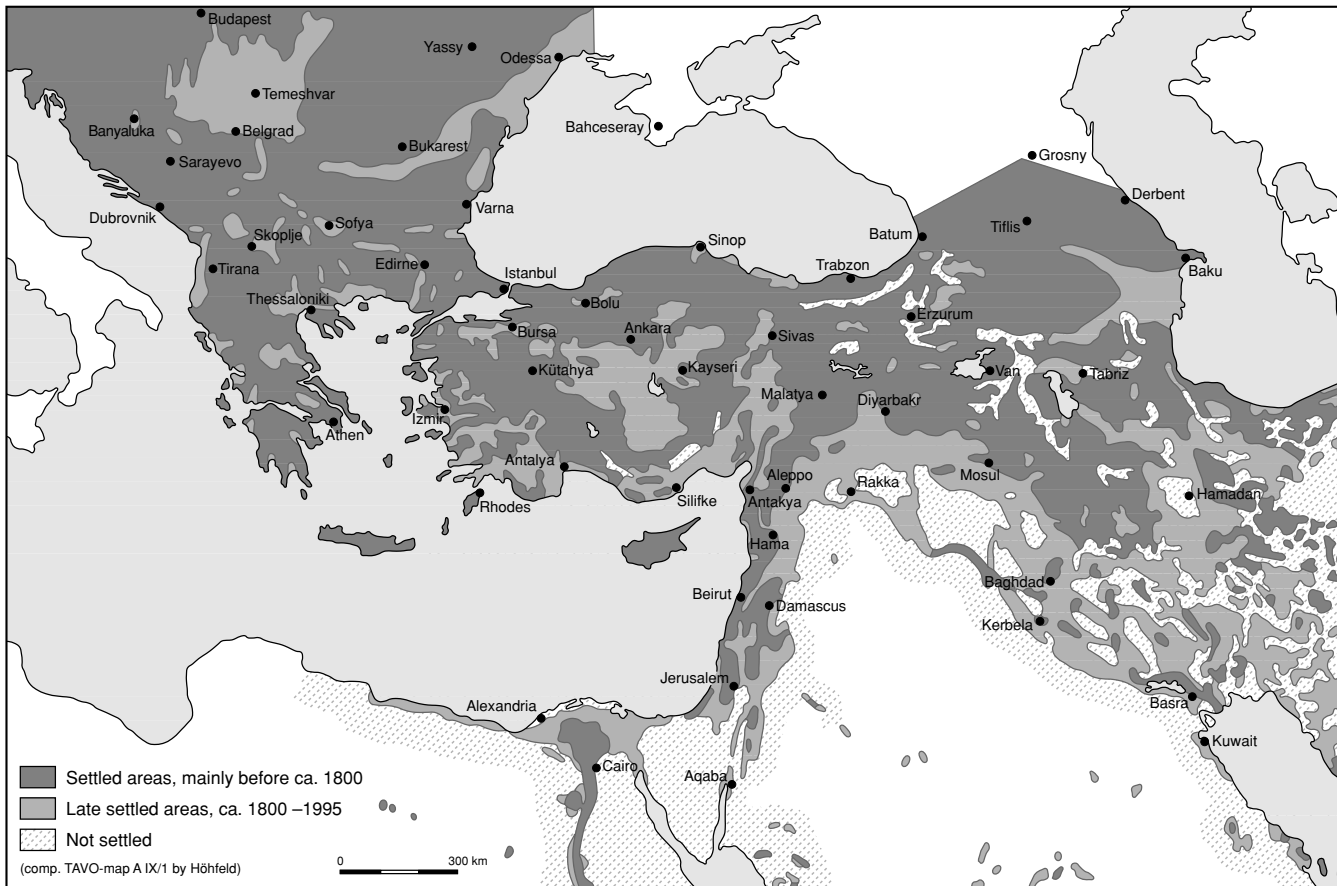 Budapest
Yassy
Odessa
Temeshvar
Banyaluka
Belgrad
Bahceseray
Bukarest
Grosny
Sarayevo
Derbent
Dubrovnik
Varna
Sofya
Tiflis
Skoplje
Batum
Sinop
Tirana
Edirne
Baku
Istanbul
Trabzon
Thessaloniki
Bolu
Erzurum
Bursa
Ankara
Sivas
Kütahya
Kayseri
Van
Tabriz
Malatya
Diyarbakr
Izmir
Athen
Antalya
Mosul
Aleppo
Rakka
Hamadan
Rhodes
Silifke
Antakya
Hama
Baghdad
Beirut
Damascus
Kerbela
Jerusalem
Alexandria
Basra
Kuwait
Cairo
Aqaba
Settled areas, mainly before ca. 1800
Late settled areas, ca. 1800 –1995
Not settled
(comp. TAVO-map A IX/1 by Höhfeld)
0 300 km